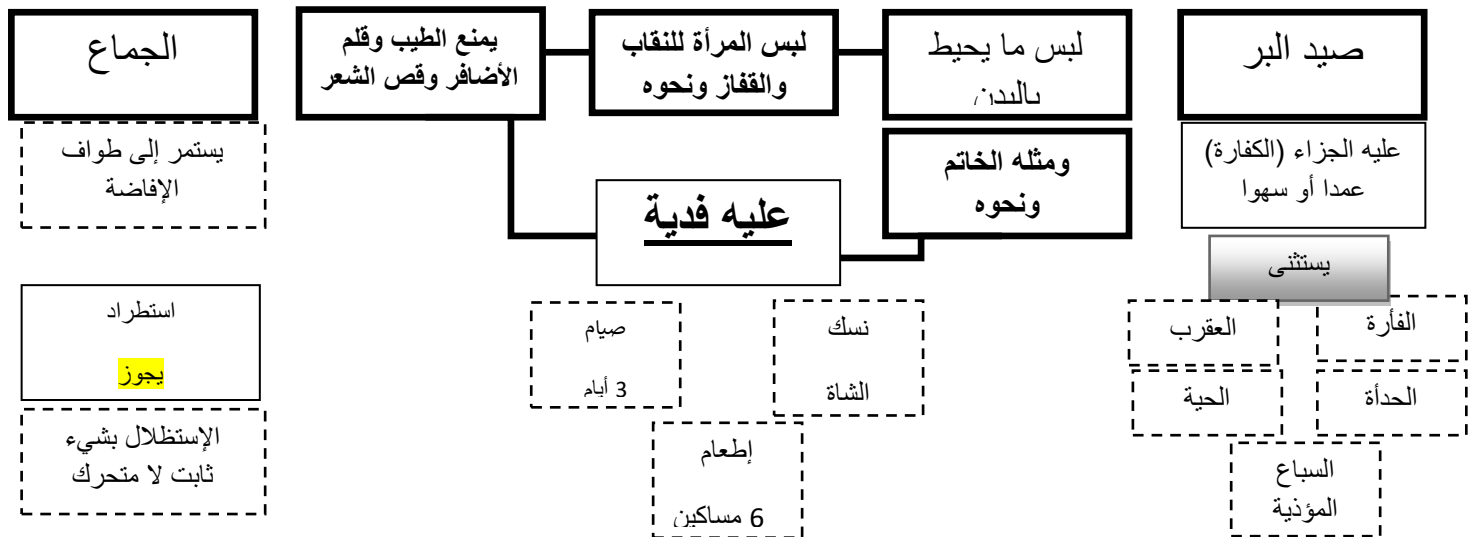 صيد البر
عليه الجزاء (الكفارة)
عمدا أو سهوا
يستثنى
الفأرة
العقرب
الحدأة
الحية
السباع
المؤذية
لبس ما يحيط
بالبدن
ومثله الخاتم
ونحوه
لبس المرأة للنقاب
والقفاز ونحوه
يمنع الطيب وقلم
الأضافر وقص الشعر
عليه فدية
نسك
الشاة
صيام
3 أيام
إطعام
6 مساكين
الجماع
يستمر إلى طواف
الإفاضة
استطراد
يجوز
الإستظلال بشيء
ثابت لا متحرك